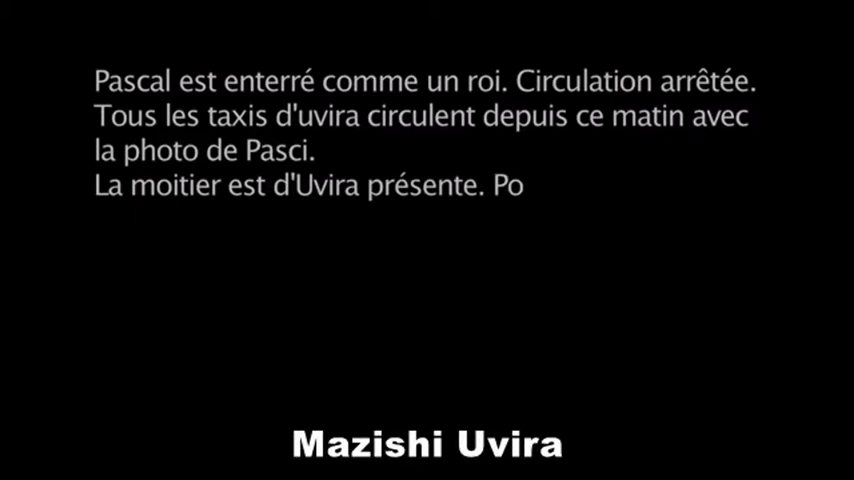 Pascal est enterré comme un roi. Circulation arrêtée.
Tous les taxis d'uvira circulent depuis ce matin avec
la photo de Pasci.
La moitier est d'Uvira présente. Po
Mazishi Uvira